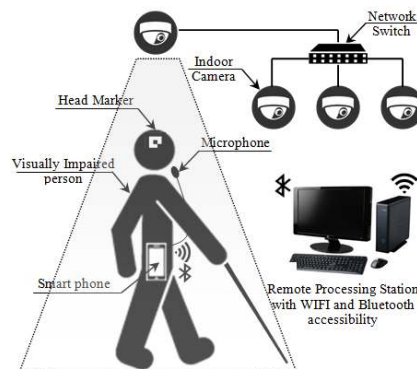 Network
Switch
Indoor
Camera
Head Marker
Microphone
Visually Impaired
person
Smart phone
Remote Processing Station
with WIFI and Bluetooth
accessibility